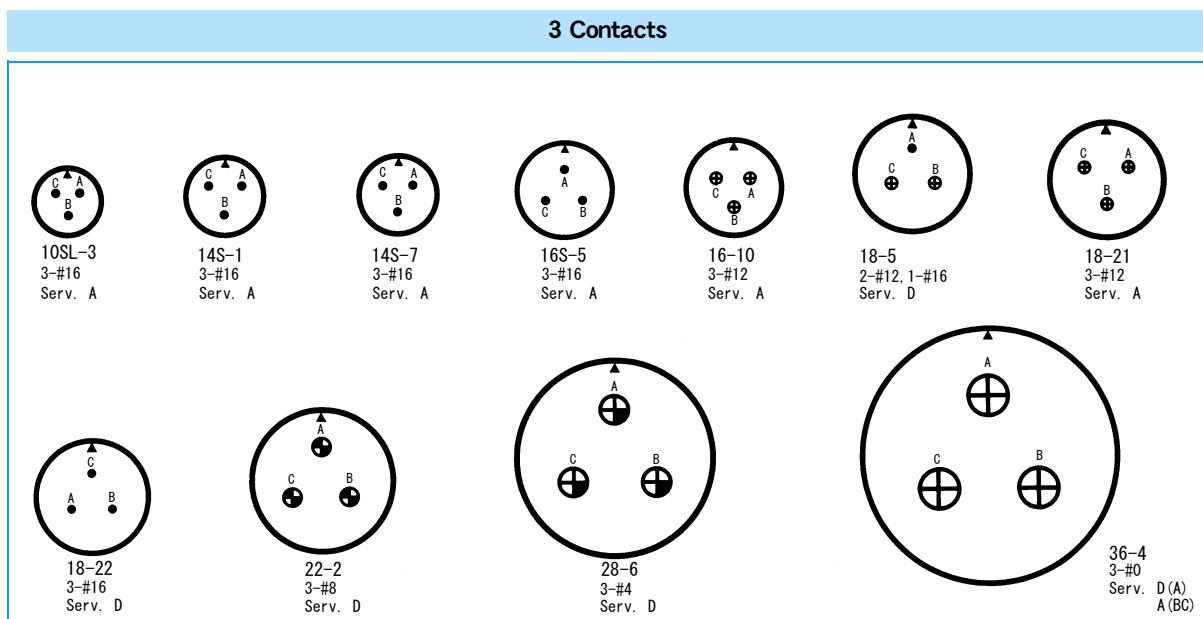 3 Contacts
A
C A
B
C A
B
C A
B
A
C B
C A
B
A
C B
C A
B
10SL-3
3-#16
Serv. A
14S-1
3-#16
Serv. A
14S-7
3-#16
Serv. A
16S-5
3-#16
Serv. A
16-10
3-#12
Serv. A
18-5
2-#12, 1-#16
Serv. D
18-21
3-#12
Serv. A
C
A B
A
C B
A
C B
A
C B
18-22
3-#16
Serv. D
22-2
3-#8
Serv. D
28-6
3-#4
Serv. D
36-4
3-#0
Serv. D(A)
A(BC)